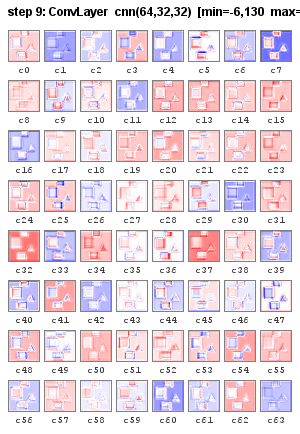 step 9: ConvLayer cnn(64,32,32) [min=-6,130 max=
c0 c1 c2 c3 c4 c5 c6 c7
c8 c9 c10 c11 c12 c13 c14 c15
c16 c17 c18 c19 c20 c21 c22 c23
c24 c25 c26 c27 c28 c29 c30 c31
c32 c33 c34 c35 c36 c37 c38 c39
c40 c41 c42 c43 c44 c45 c46 c47
c48 c49 c50 c51 c52 c53 c54 c55
c56 c57 c58 c59 c60 c61 c62 c63